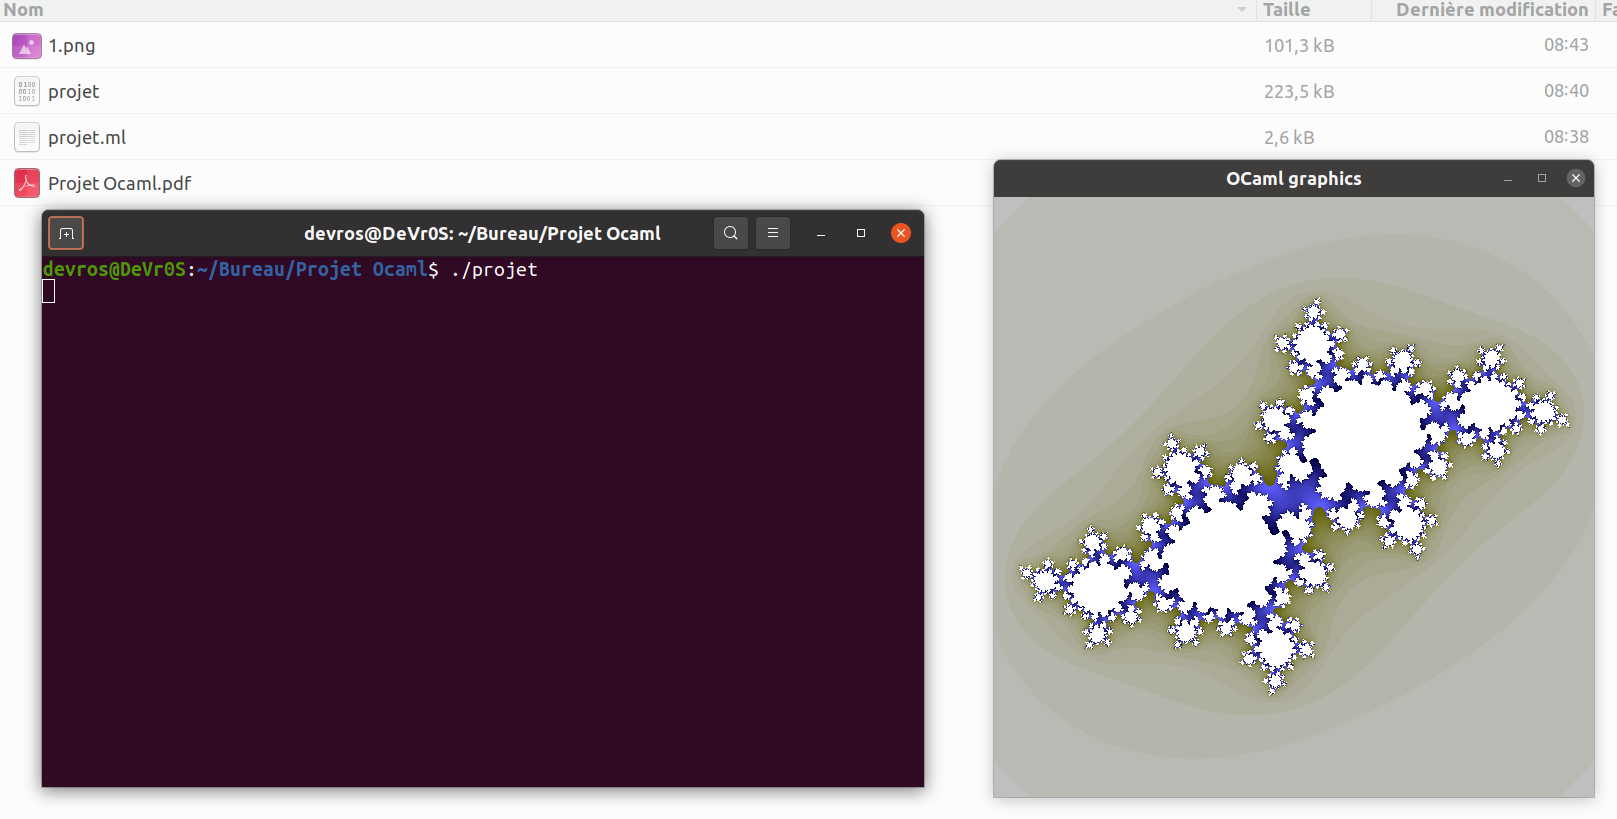 Nom Taille Dernière modification Fa
1.png 101,3 kB 08:43
projet 223,5 kB 08:40
projet.ml 2,6 kB 08:38
Projet Ocaml.pdf
OCaml graphics
devros@DeVr0S: ~/Bureau/Projet Ocaml
devros@DeVr0S:~/Bureau/Projet Ocaml$ ./projet